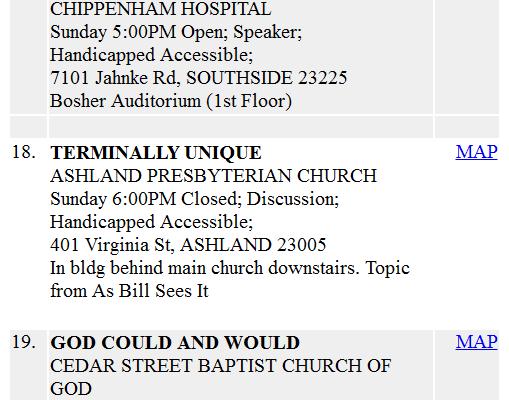 CHIPPENHAM HOSPITAL
Sunday 5:00PM Open; Speaker;
Handicapped Accessible;
7101 Jahnke Rd, SOUTHSIDE 23225
Bosher Auditorium (1st Floor)
18. TERMINALLY UNIQUE MAP
ASHLAND PRESBYTERIAN CHURCH
Sunday 6:00PM Closed; Discussion;
Handicapped Accessible;
401 Virginia St, ASHLAND 23005
In bldg behind main church downstairs. Topic
from As Bill Sees It
19. GOD COULD AND WOULD MAP
CEDAR STREET BAPTIST CHURCH OF
GOD